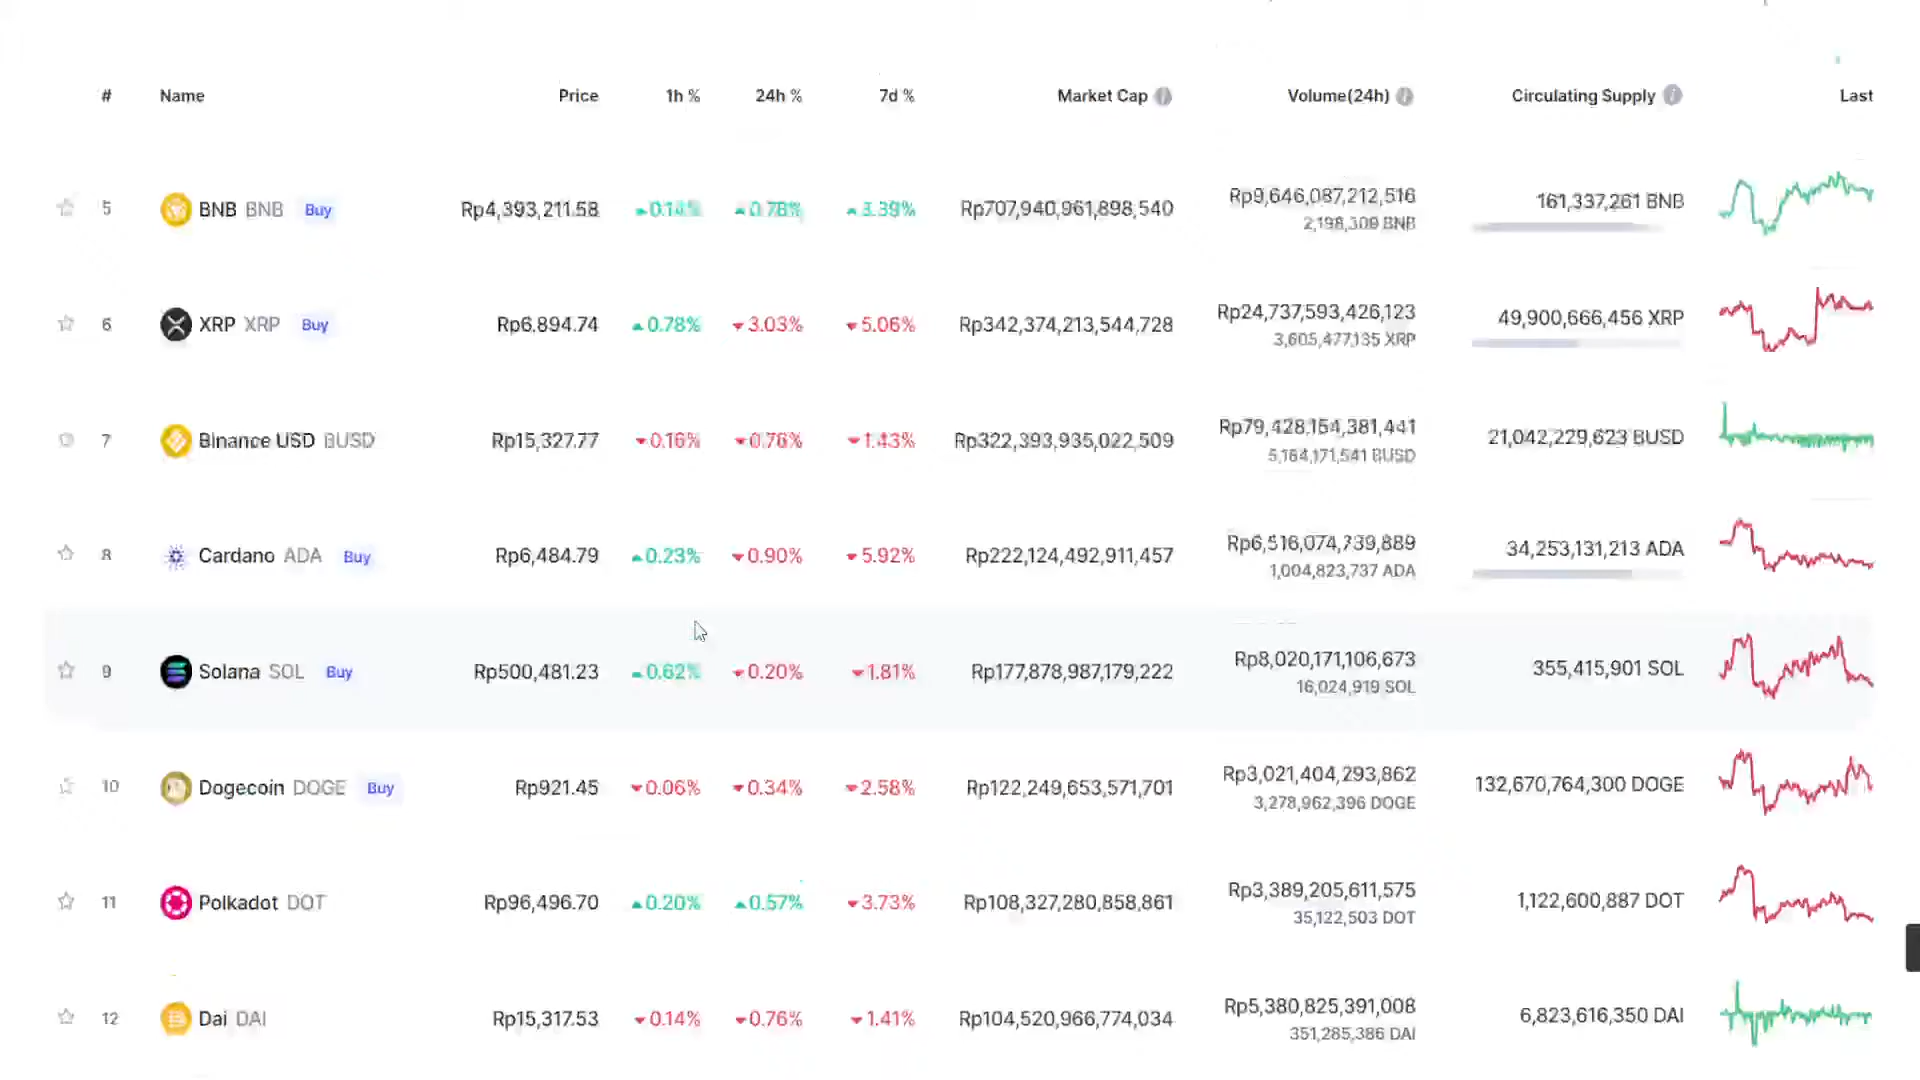 # Name Price 1h % 24h % 7d % Market Cap Volume(24h) Circulating Supply Last
5 BNB BNB Buy Rp4,393,211.58 0.14% 0.78% 3.39% Rp707,940,961,898,540 Rp9,646,087,212,516 161,337,261 BNB
2,198,309 BNB
6 XRP XRP Buy Rp6,894.74 0.78% 3.03% 5.06% Rp342,374,213,544,728 Rp24,737,593,426,123 49,900,666,456 XRP
3,605,477,135 XRP
7 Binance USD BUSD Rp15,327.77 0.16% 0.76% 1.43% Rp322,393,935,022,509 Rp79,428,154,381,441 21,042,229,623 BUSD
5,184,171,541 BUSD
8 Cardano ADA Buy Rp6,484.79 0.23% 0.90% 5.92% Rp222,124,492,911,457 Rp6,516,074,739,889 34,253,131,213 ADA
1,004,823,737 ADA
9 Solana SOL Buy Rp500,481.23 0.62% 0.20% 1.81% Rp177,878,987,179,222 Rp8,020,171,106,673 355,415,901 SOL
16,024,919 SOL
10 Dogecoin DOGE Buy Rp921.45 0.06% 0.34% 2.58% Rp122,249,653,571,701 Rp3,021,404,293,862 132,670,764,300 DOGE
3,278,962,396 DOGE
11 Polkadot DOT Rp96,496.70 0.20% 0.57% 3.73% Rp108,327,280,858,861 Rp3,389,205,611,575 1,122,600,887 DOT
35,122,503 DOT
12 Dai DAI Rp15,317.53 0.14% 0.76% 1.41% Rp104,520,966,774,034 Rp5,380,825,391,008 6,823,616,350 DAI
351,285,386 DAI